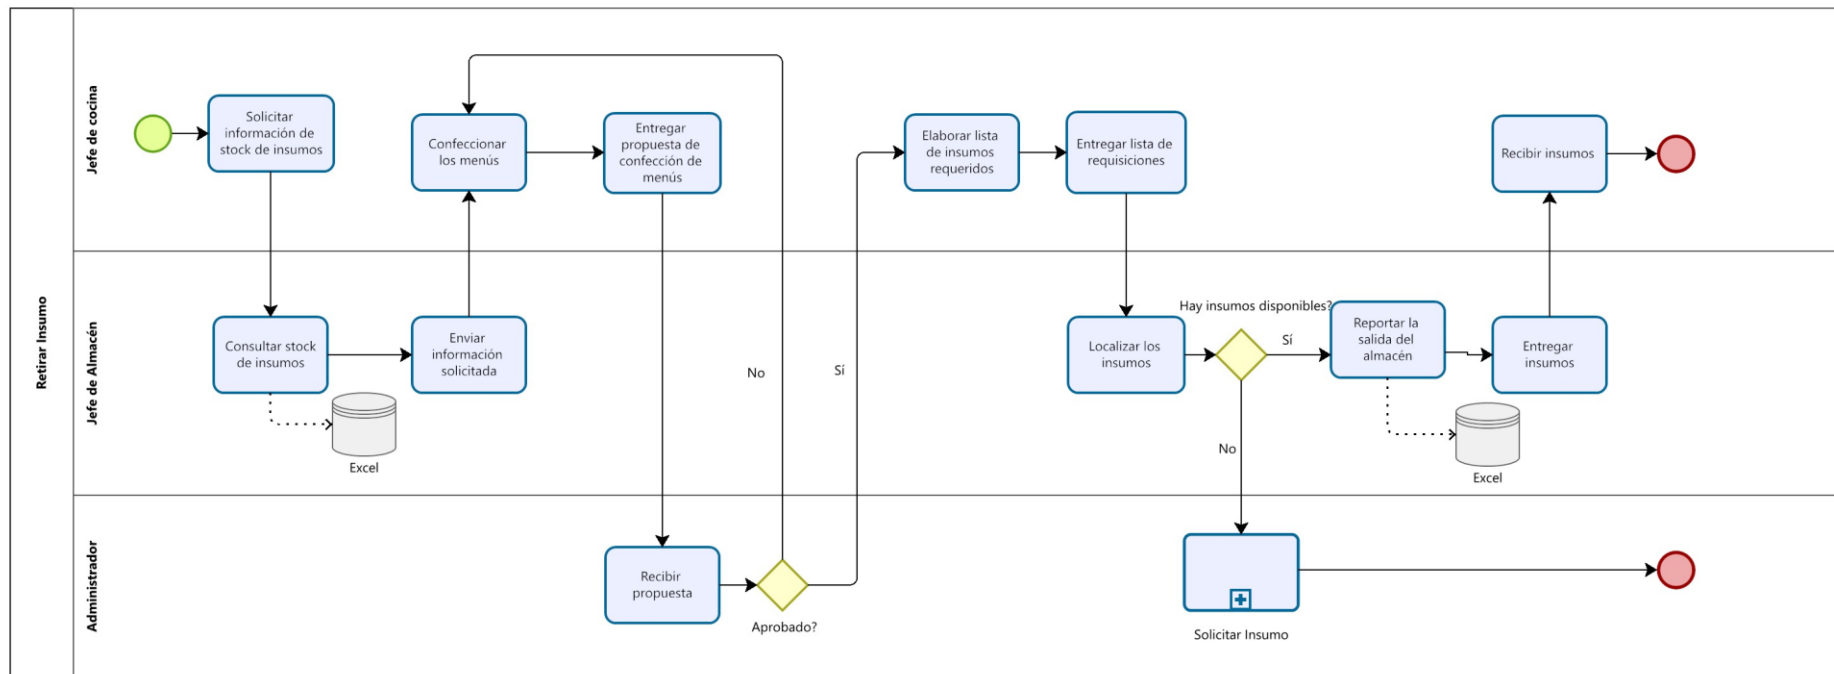 Retirar Insumo
Jefe de cocina
Solicitar
información de
stock de insumos
Confeccionar
los menús
Entregar
propuesta de
confección de
menús
Elaborar lista
de insumos
requeridos
Entregar lista de
requisiciones
Recibir insumos
Jefe de Almacén
Consultar stock
de insumos
Excel
Enviar
información
solicitada
No
Sí
Localizar los
insumos
Hay insumos disponibles?
Sí
No
Reportar la
salida del
almacén
Excel
Entregar
insumos
Administrador
Recibir
propuesta
Aprobado?
Solicitar Insumo